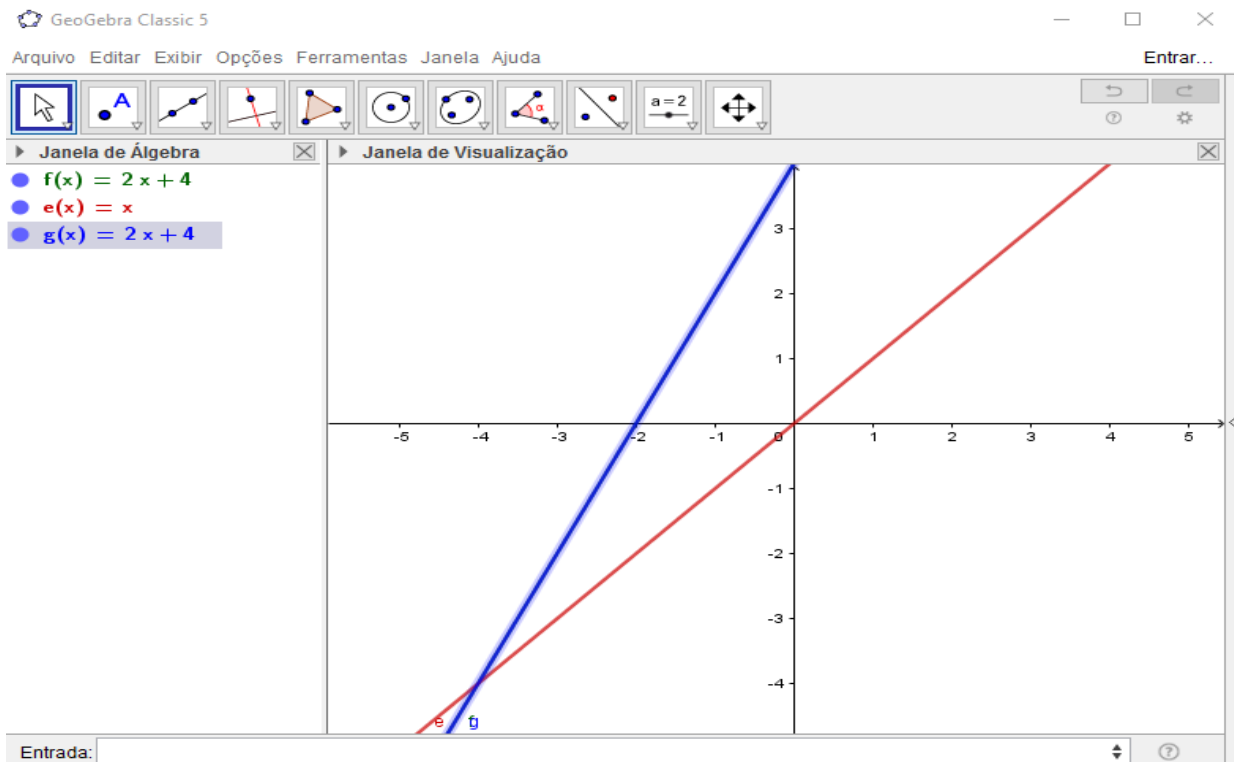 GeoGebra Classic 5
Arquivo Editar Exibir Opções Ferramentas Janela Ajuda
Entrar...
A
α
a = 2
Janela de Álgebra
Janela de Visualização
f(x) = 2 x + 4
e(x) = x
g(x) = 2 x + 4
3
2
1
-5 -4 -3 -2 -1 0 1 2 3 4 5
-1
-2
-3
-4
e f g
Entrada: